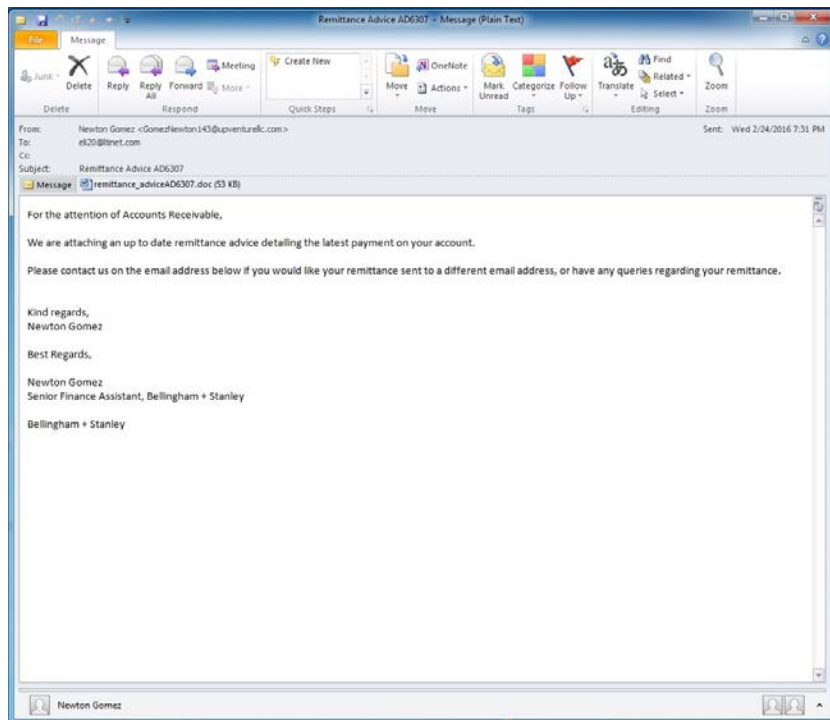 Remittance Advice AD6307 - Message (Plain Text)
File Message
Junk
Delete
Reply
Reply All
Forward
Meeting
More
Create New
Move
OneNote
Actions
Mark Unread
Categorize
Follow Up
Translate
Find
Related
Select
Zoom
Delete Respond Quick Steps Move Tags Editing Zoom
From: Newton Gomez <GomezNewton143@upventurellc.com> Sent: Wed 2/24/2016 7:31 PM
To: eli20@ltinet.com
Cc:
Subject: Remittance Advice AD6307
Message remittance_adviceAD6307.doc (53 KB)
For the attention of Accounts Receivable,
We are attaching an up to date remittance advice detailing the latest payment on your account.
Please contact us on the email address below if you would like your remittance sent to a different email address, or have any queries regarding your remittance.
Kind regards,
Newton Gomez
Best Regards,
Newton Gomez
Senior Finance Assistant, Bellingham + Stanley
Bellingham + Stanley
Newton Gomez